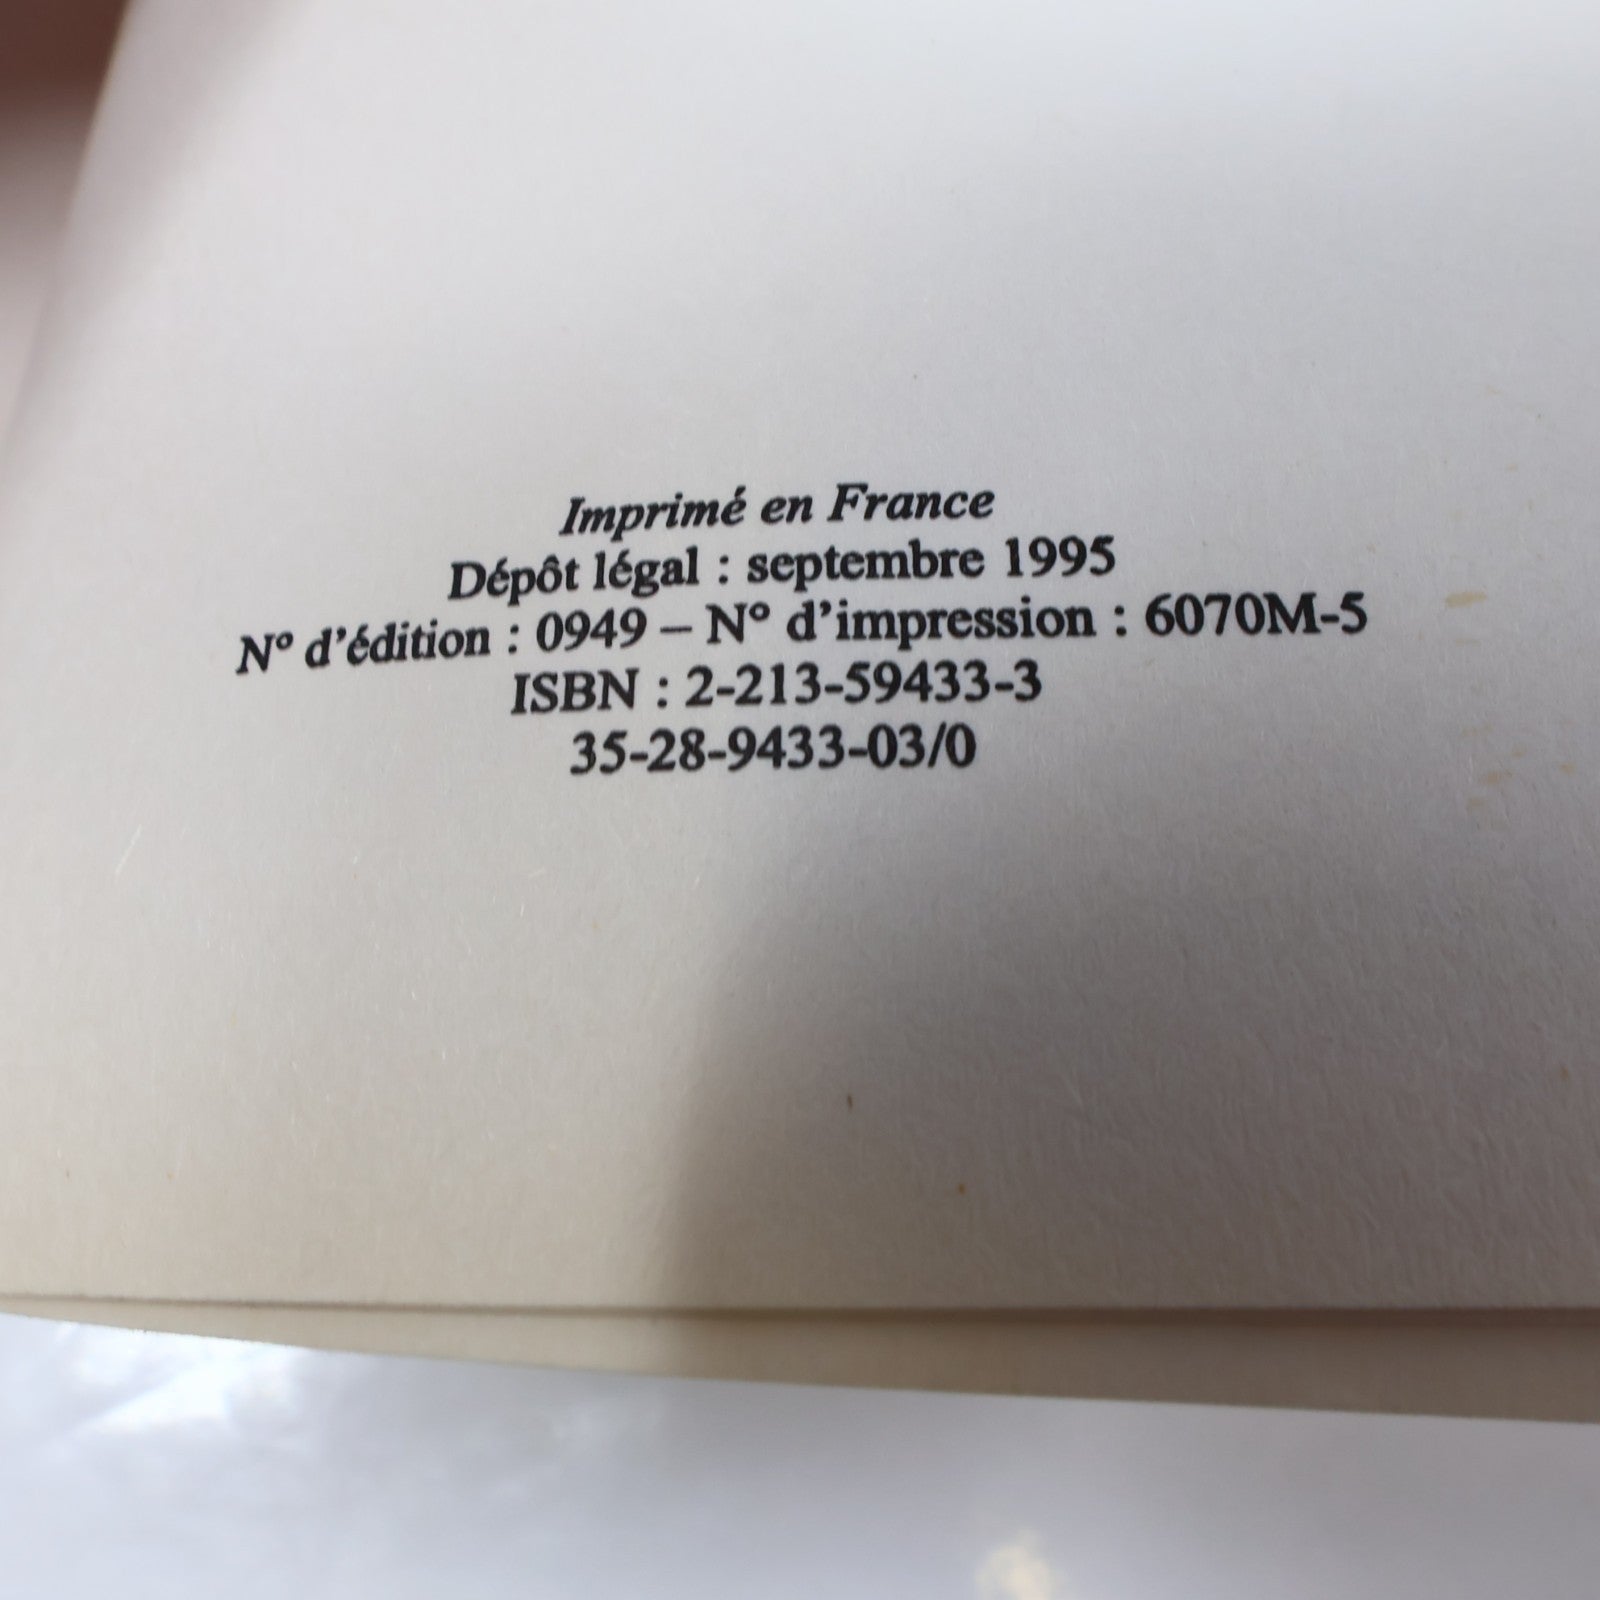 Imprimé en France
Dépôt légal : septembre 1995
N° d'édition : 0949 – N° d'impression : 6070M-5
ISBN : 2-213-59433-3
35-28-9433-03/0